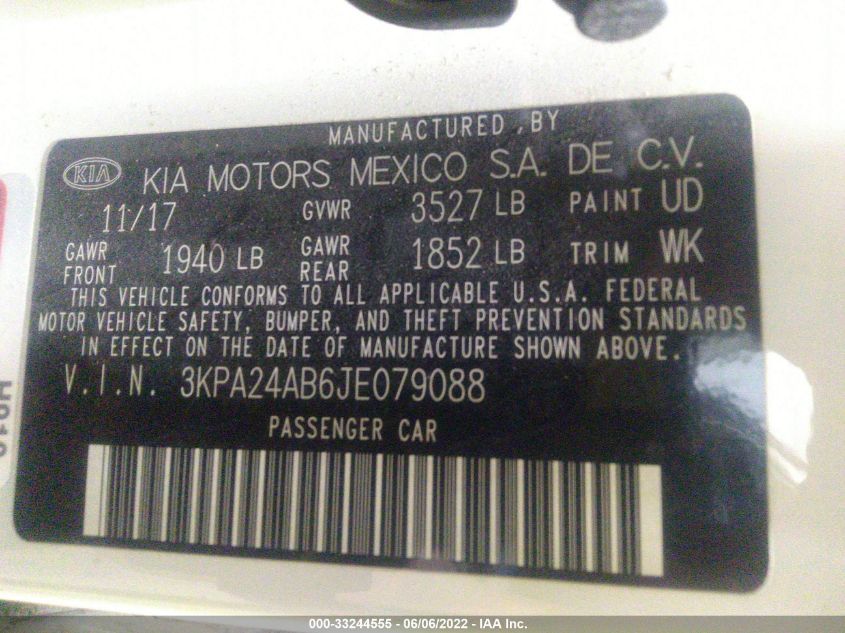 MANUFACTURED BY
KIA KIA MOTORS MEXICO S.A. DE C.V.
11/17 GVWR 3527 LB PAINT UD
GAWR FRONT 1940 LB GAWR REAR 1852 LB TRIM WK
THIS VEHICLE CONFORMS TO ALL APPLICABLE U.S.A. FEDERAL
MOTOR VEHICLE SAFETY, BUMPER, AND THEFT PREVENTION STANDARDS
IN EFFECT ON THE DATE OF MANUFACTURE SHOWN ABOVE.
V.I.N. 3KPA24AB6JE079088
PASSENGER CAR
000-33244555 - 06/06/2022 - IAA Inc.